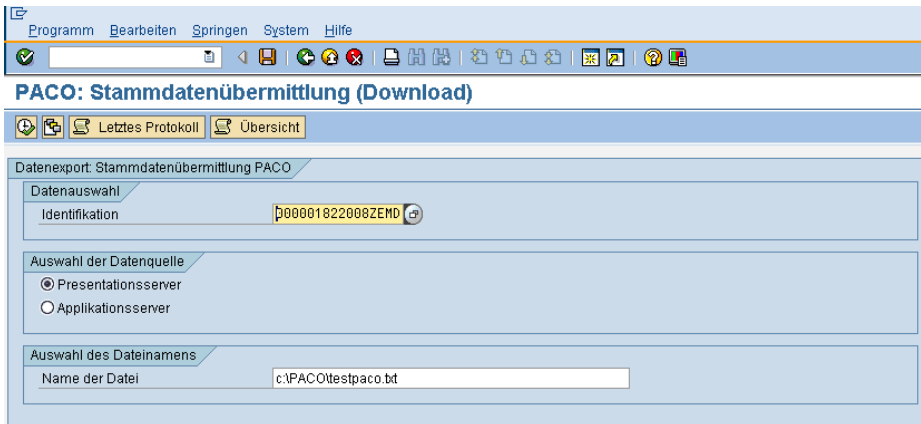 Programm Bearbeiten Springen System Hilfe
PACO: Stammdatenübermittlung (Download)
Letztes Protokoll Übersicht
Datenexport: Stammdatenübermittlung PACO
Datenauswahl
Identifikation 000001822008ZEMD
Auswahl der Datenquelle
Presentationsserver
Applikationsserver
Auswahl des Dateinamens
Name der Datei c:\PACO\testpaco.txt